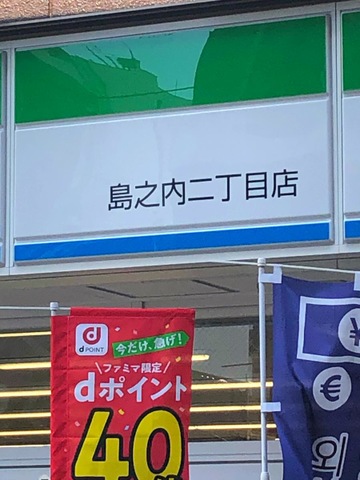 島之内二丁目店
d POINT
今だけ、急げ!
\ファミマ限定/
dポイント
40
¥
€
외